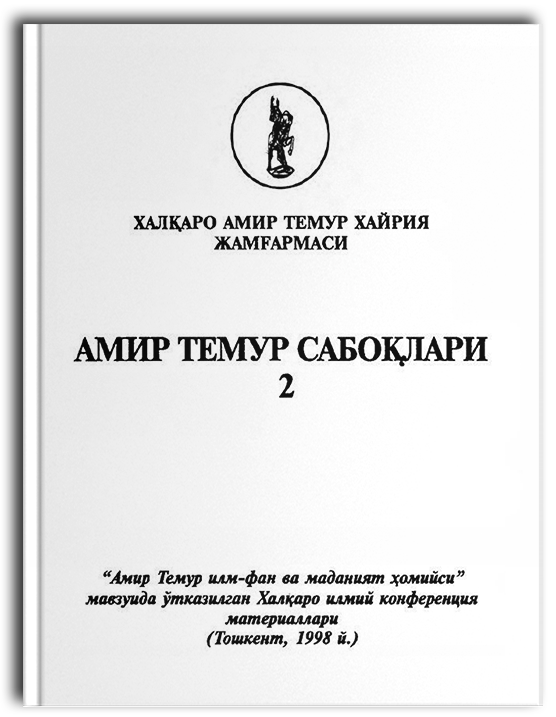 ХАЛҚАРО АМИР ТЕМУР ХАЙРИЯ
ЖАМҒАРМАСИ
АМИР ТЕМУР САБОҚЛАРИ
2
“Амир Темур илм-фан ва маданият ҳомийси”
мавзуида ўтказилган Халқаро илмий конференция
материаллари
(Тошкент, 1998 й.)